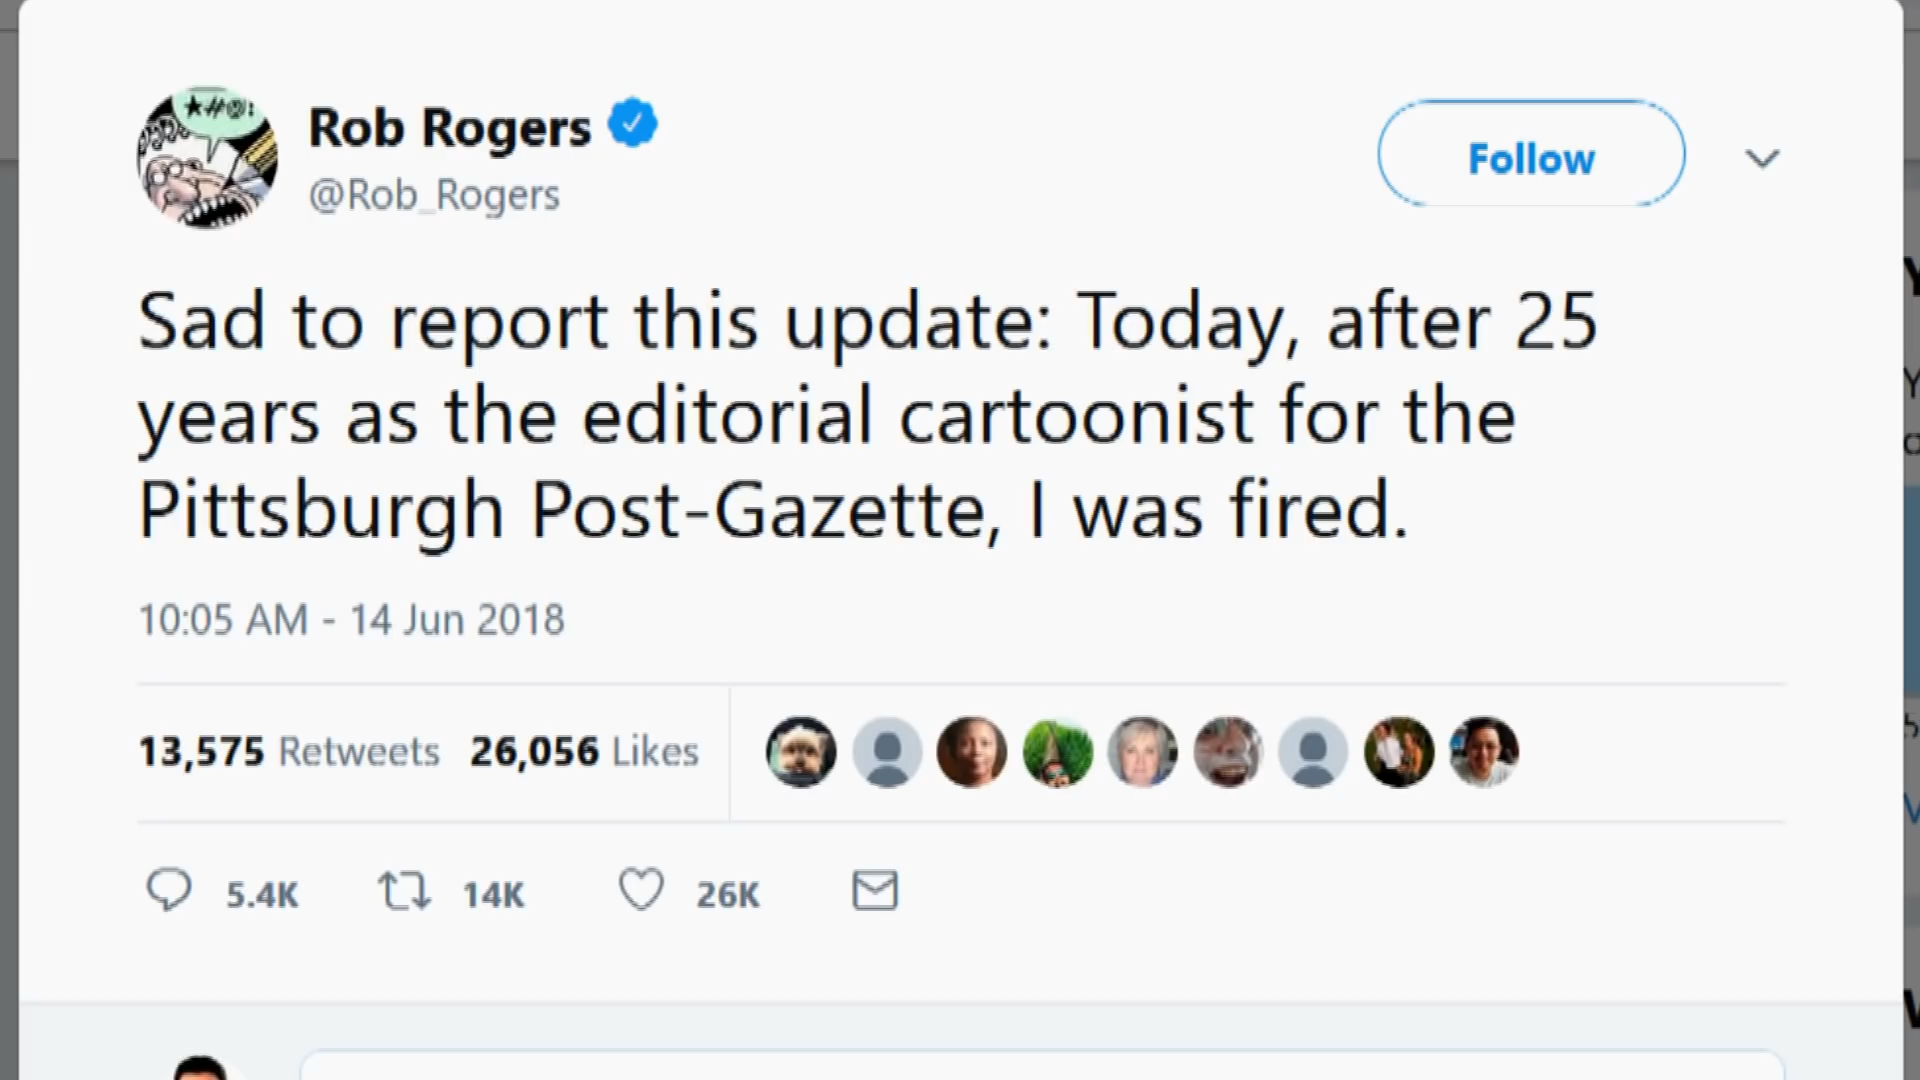 ★#@!
Rob Rogers
@Rob_Rogers
Follow
Sad to report this update: Today, after 25
years as the editorial cartoonist for the
Pittsburgh Post-Gazette, I was fired.
10:05 AM - 14 Jun 2018
13,575 Retweets 26,056 Likes
5.4K 14K 26K